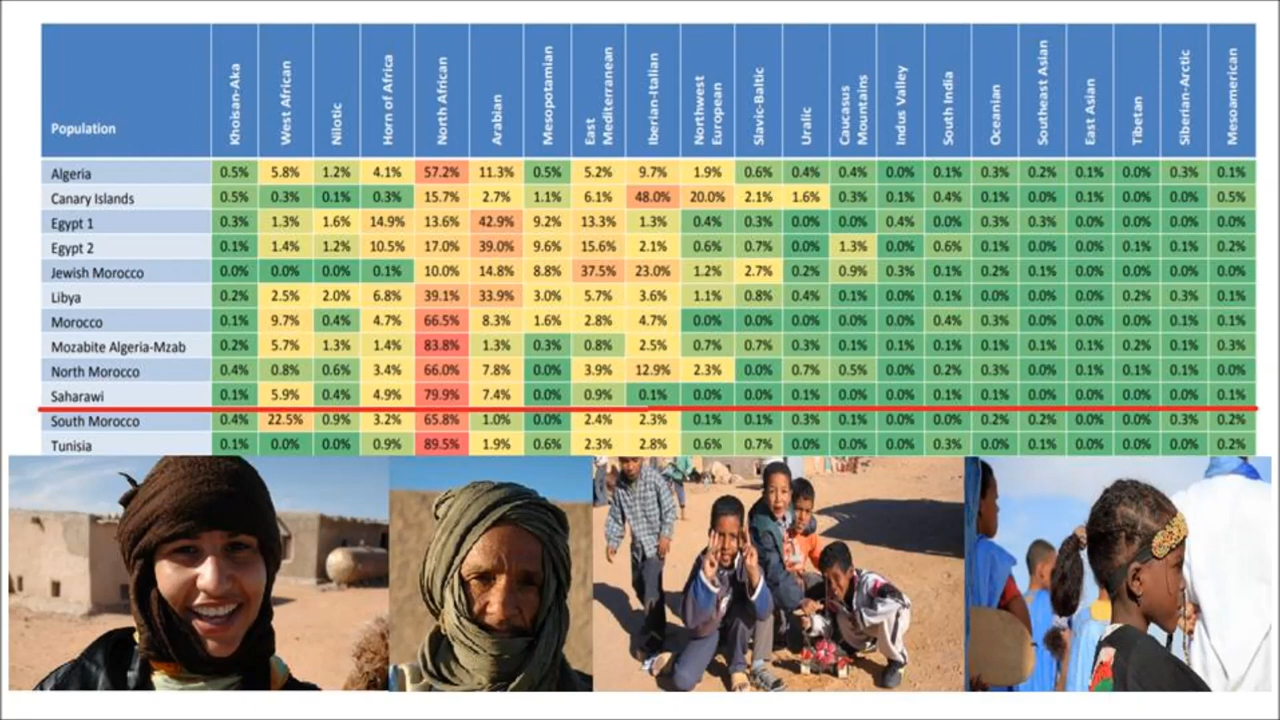 Population Khoisan-Aka West African Nilotic Horn of Africa North African Arabian Mesopotamian East Mediterranean Iberian-Italian Northwest European Slavic-Baltic Uralic Caucasus Mountains Indus Valley South India Oceanian Southeast Asian East Asian Tibetan Siberian-Arctic Mesoamerican
Algeria 0.5% 5.8% 1.2% 4.1% 57.2% 11.3% 0.5% 5.2% 9.7% 1.9% 0.6% 0.4% 0.4% 0.0% 0.1% 0.3% 0.2% 0.1% 0.0% 0.3% 0.1%
Canary Islands 0.5% 0.3% 0.1% 0.3% 15.7% 2.7% 1.1% 6.1% 48.0% 20.0% 2.1% 1.6% 0.3% 0.1% 0.4% 0.0% 0.0% 0.1% 0.0% 0.0% 0.5%
Egypt 1 0.3% 1.3% 1.6% 14.9% 13.6% 42.9% 9.2% 13.3% 1.3% 0.4% 0.3% 0.0% 0.0% 0.4% 0.0% 0.3% 0.3% 0.0% 0.0% 0.0% 0.0%
Egypt 2 0.1% 1.4% 1.2% 10.5% 17.0% 39.0% 9.6% 15.6% 2.1% 0.6% 0.7% 0.0% 1.3% 0.0% 0.6% 0.1% 0.0% 0.0% 0.1% 0.1% 0.2%
Jewish Morocco 0.0% 0.0% 0.0% 0.1% 10.0% 14.8% 8.8% 37.5% 23.0% 1.2% 2.7% 0.2% 0.9% 0.3% 0.1% 0.2% 0.1% 0.0% 0.0% 0.0% 0.0%
Libya 0.2% 2.5% 2.0% 6.8% 39.1% 33.9% 3.0% 5.7% 3.6% 1.1% 0.8% 0.4% 0.1% 0.0% 0.1% 0.0% 0.0% 0.0% 0.2% 0.3% 0.1%
Morocco 0.1% 9.7% 0.4% 4.7% 66.5% 8.3% 1.6% 2.8% 4.7% 0.0% 0.0% 0.0% 0.0% 0.0% 0.4% 0.3% 0.0% 0.0% 0.0% 0.1% 0.1%
Mozabite Algeria-Mzab 0.2% 5.7% 1.3% 1.4% 83.8% 1.3% 0.3% 0.8% 2.5% 0.7% 0.7% 0.3% 0.1% 0.1% 0.1% 0.1% 0.1% 0.1% 0.2% 0.1% 0.3%
North Morocco 0.4% 0.8% 0.6% 3.4% 66.0% 7.8% 0.0% 3.9% 12.9% 2.3% 0.0% 0.7% 0.5% 0.0% 0.2% 0.3% 0.0% 0.1% 0.1% 0.0% 0.0%
Saharawi 0.1% 5.9% 0.4% 4.9% 79.9% 7.4% 0.0% 0.9% 0.1% 0.0% 0.0% 0.1% 0.0% 0.0% 0.1% 0.1% 0.0% 0.0% 0.0% 0.0% 0.1%
South Morocco 0.4% 22.5% 0.9% 3.2% 65.8% 1.0% 0.0% 2.4% 2.3% 0.1% 0.1% 0.3% 0.1% 0.0% 0.0% 0.2% 0.2% 0.0% 0.0% 0.3% 0.2%
Tunisia 0.1% 0.0% 0.0% 0.9% 89.5% 1.9% 0.6% 2.3% 2.8% 0.6% 0.7% 0.0% 0.0% 0.0% 0.3% 0.0% 0.1% 0.0% 0.0% 0.0% 0.2%